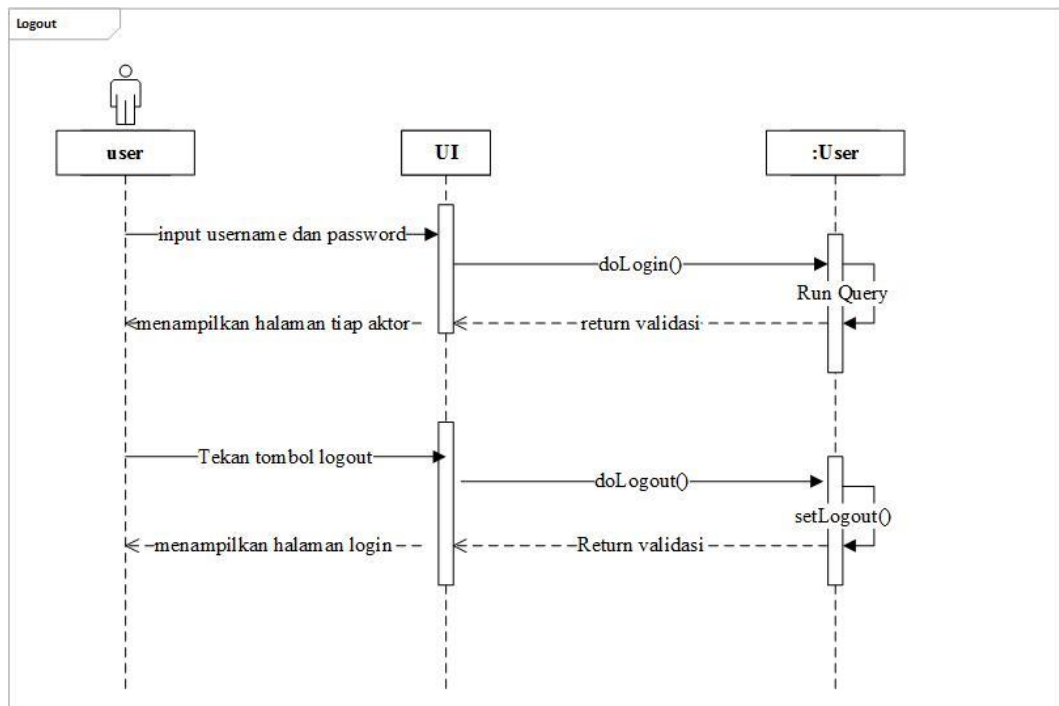 Logout
user
UI
:User
input username dan password
doLogin()
Run Query
menampilkan halaman tiap aktor
return validasi
Tekan tombol logout
doLogout()
setLogout()
menampilkan halaman login
Return validasi